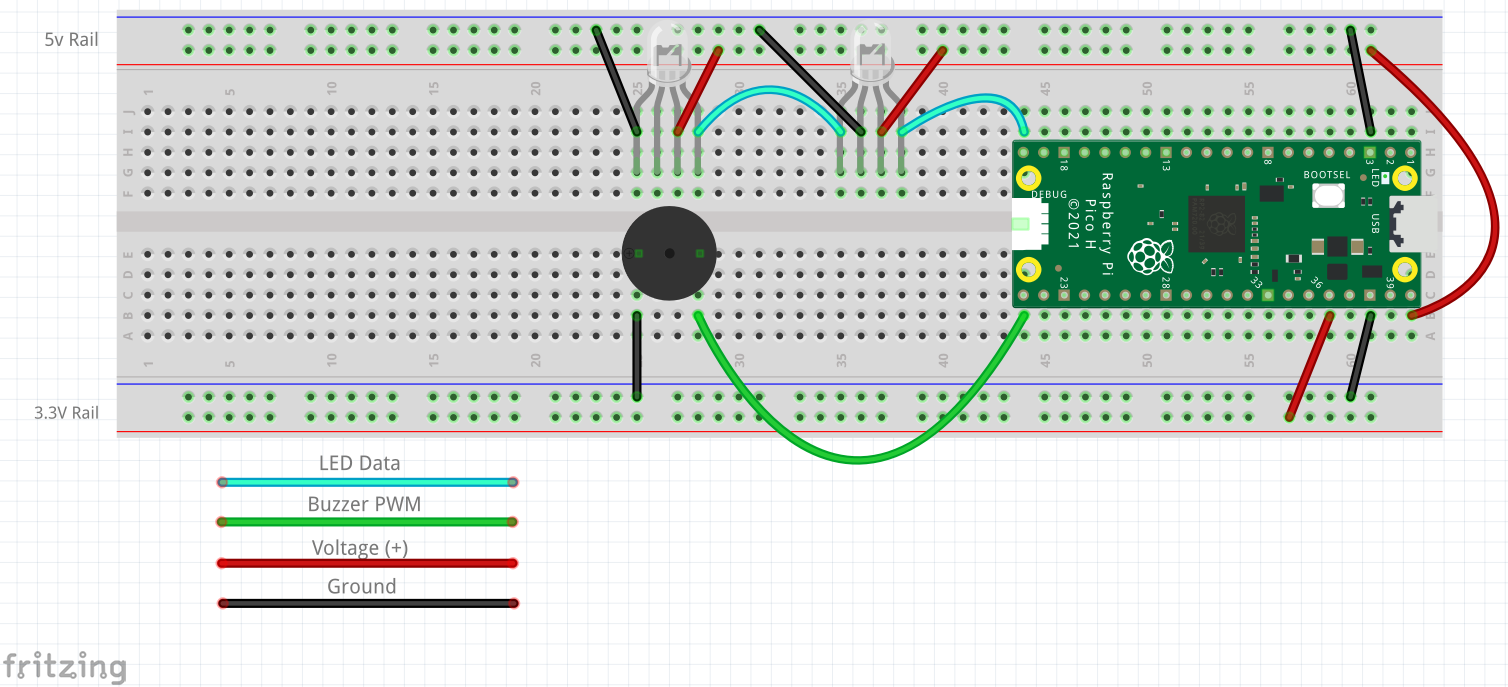 5v Rail
1 5 10 15 20 25 30 35 40 45 50 55 60
J
I
H
G
F
18 13 8 3 2 1
LED
BOOTSEL
DEBUG
USB
Raspberry Pi
Pico H
©2021
23 28 33 36 39
E
D
C
B
A
1 5 10 15 20 25 30 35 40 45 50 55 60
3.3V Rail
LED Data
Buzzer PWM
Voltage (+)
Ground
fritzing